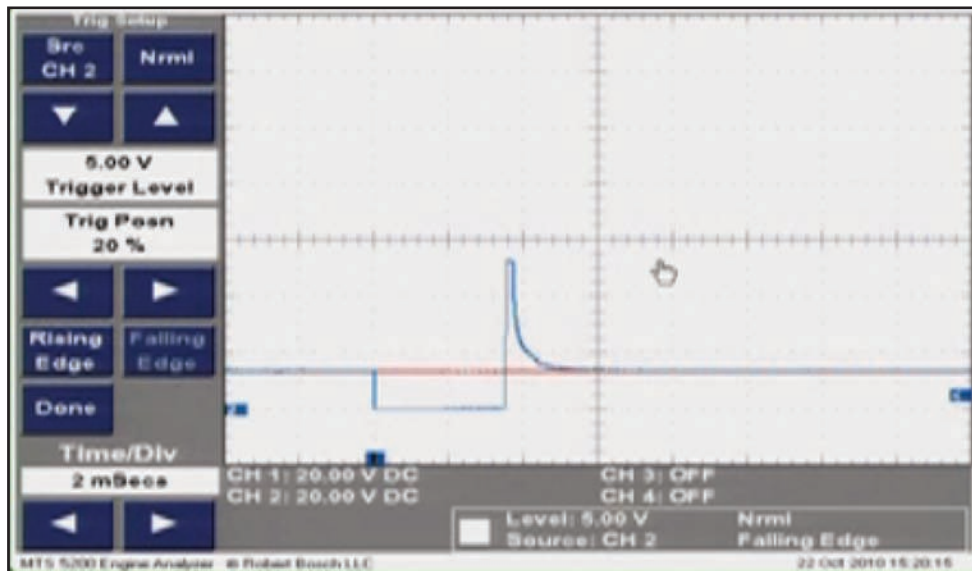 Trig Setup
Src
CH 2
Nrml
5.00 V
Trigger Level
Trig Posn
20 %
Rising
Edge
Falling
Edge
Done
Time/Div
2 mSecs
CH 1: 20.00 V DC
CH 2: 20.00 V DC
CH 3: OFF
CH 4: OFF
Level: 5.00 V
Source: CH 2
Nrml
Falling Edge
MTS 5200 Engine Analyzer ® Robert Bosch LLC
22 Oct 2010 15:20:15